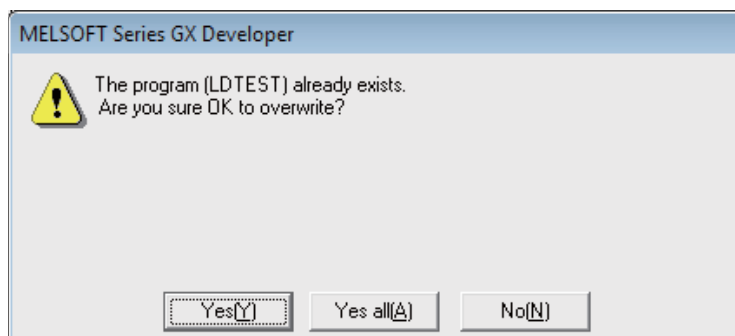 MELSOFT Series GX Developer
The program (LDTEST) already exists.
Are you sure OK to overwrite?
Yes(Y) Yes all(A) No(N)